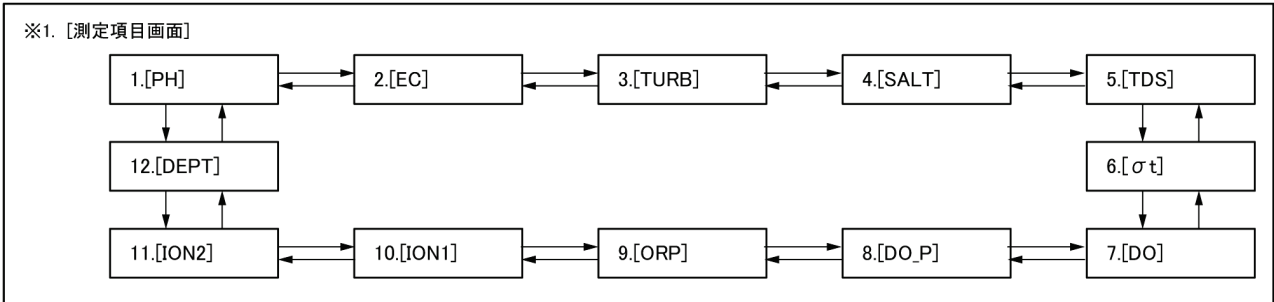 ※1. [測定項目画面]
1.[PH]
2.[EC]
3.[TURB]
4.[SALT]
5.[TDS]
12.[DEPT]
6.[σt]
11.[ION2]
10.[ION1]
9.[ORP]
8.[DO_P]
7.[DO]